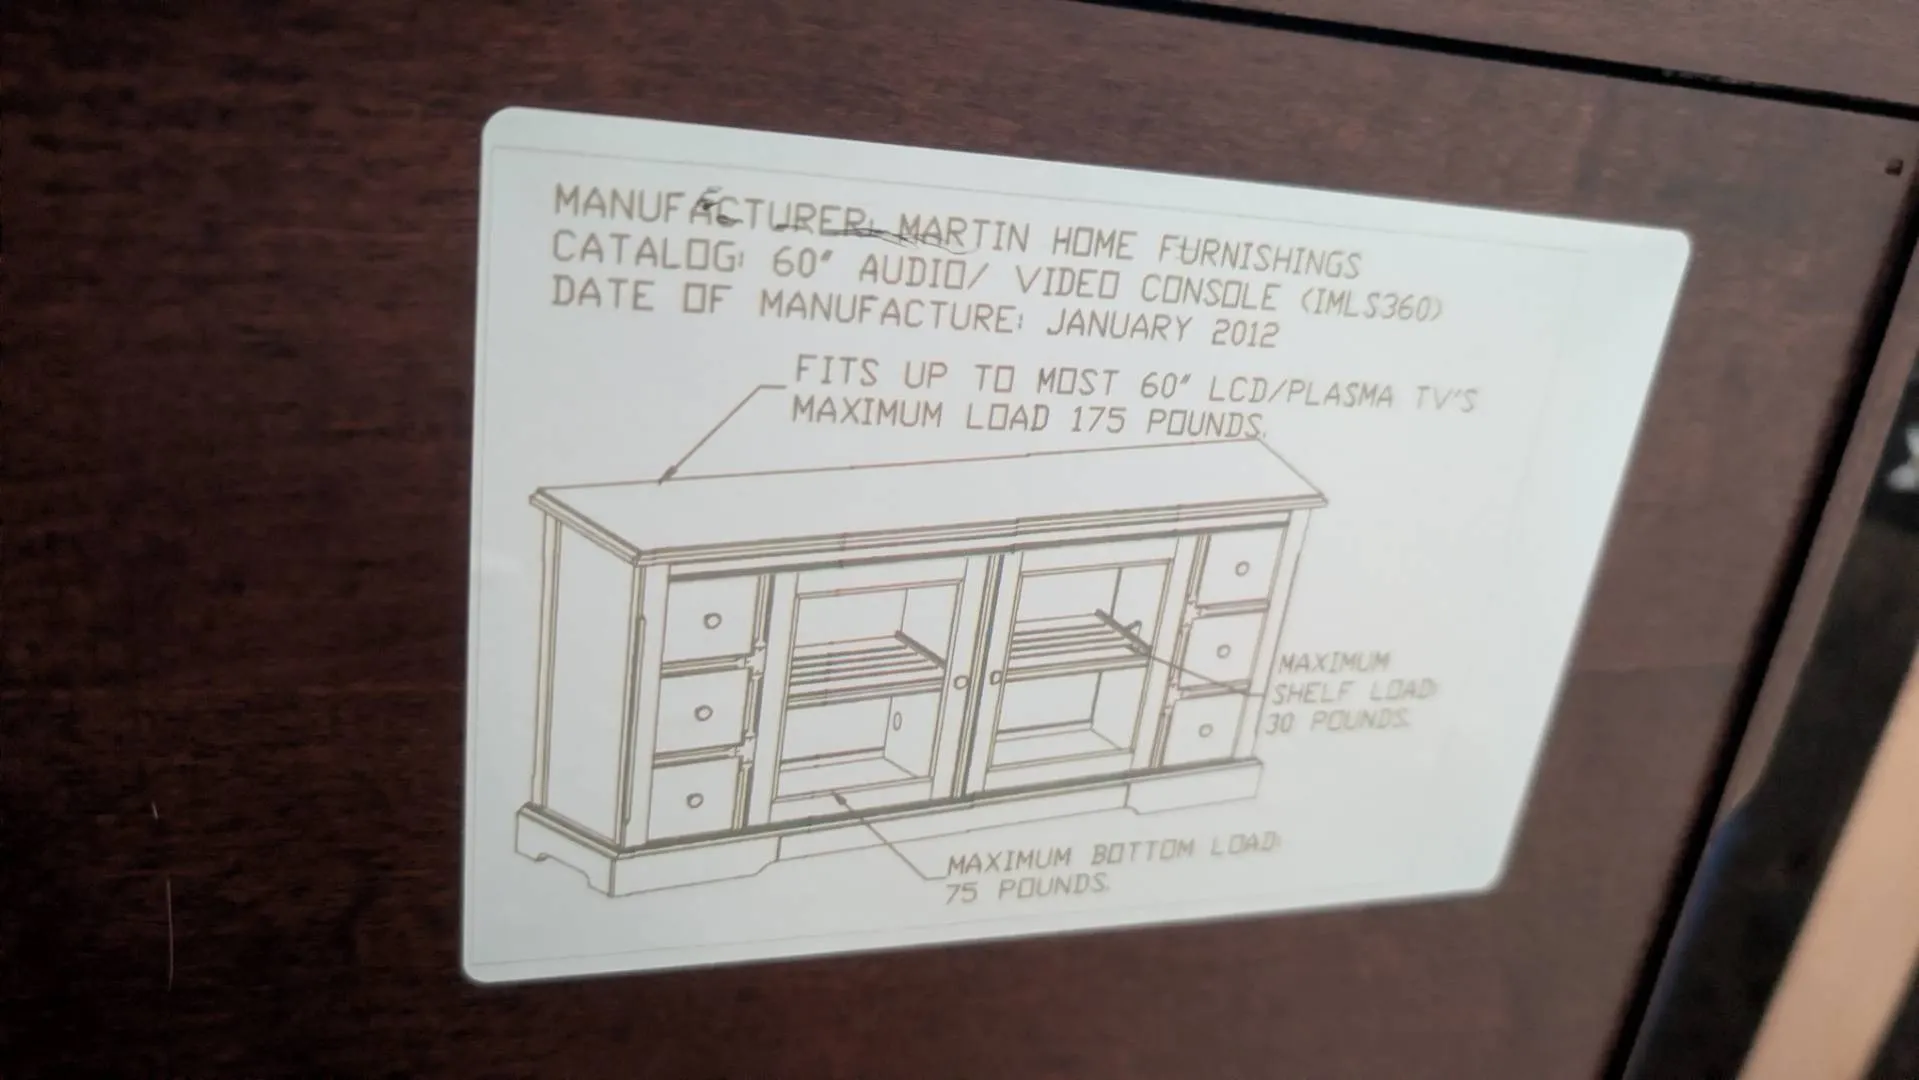 MANUFACTURER: MARTIN HOME FURNISHINGS
CATALOG: 60" AUDIO/ VIDEO CONSOLE (IMLS360)
DATE OF MANUFACTURE: JANUARY 2012
FITS UP TO MOST 60" LCD/PLASMA TV'S
MAXIMUM LOAD 175 POUNDS.
MAXIMUM
SHELF LOAD:
30 POUNDS.
MAXIMUM BOTTOM LOAD:
75 POUNDS.